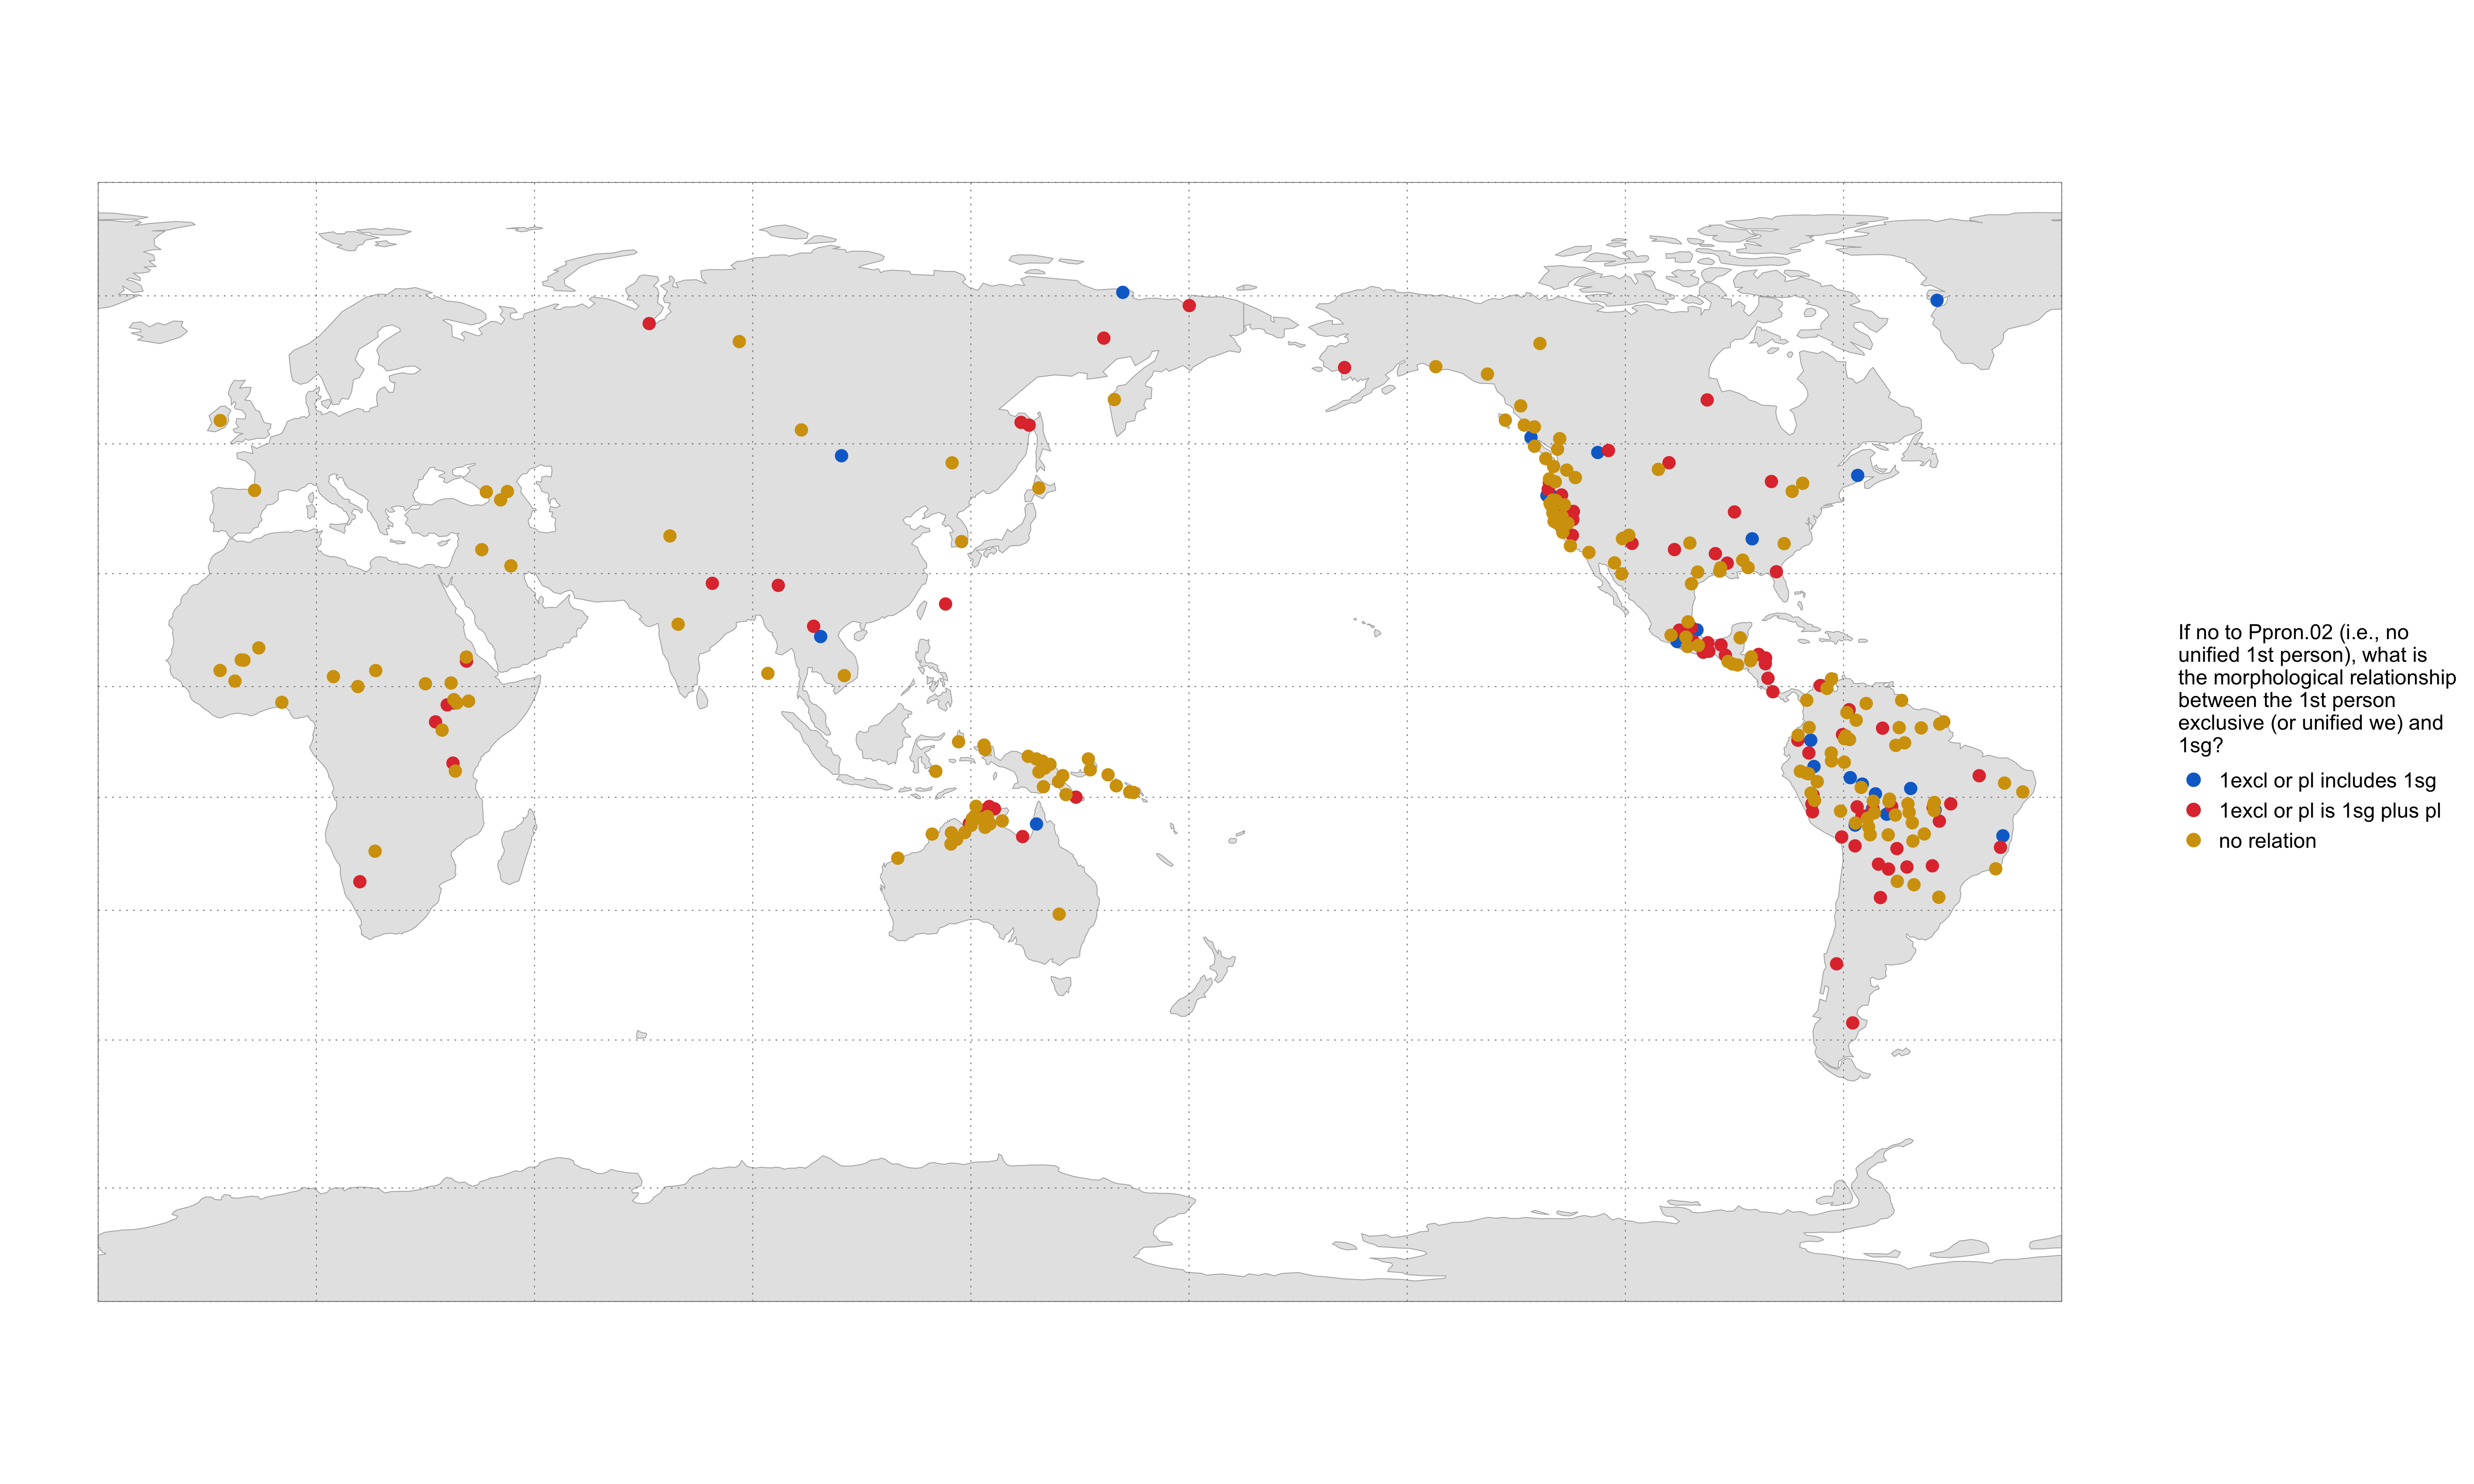 If no to Ppron.02 (i.e., no
unified 1st person), what is
the morphological relationship
between the 1st person
exclusive (or unified we) and
1sg?
1excl or pl includes 1sg
1excl or pl is 1sg plus pl
no relation